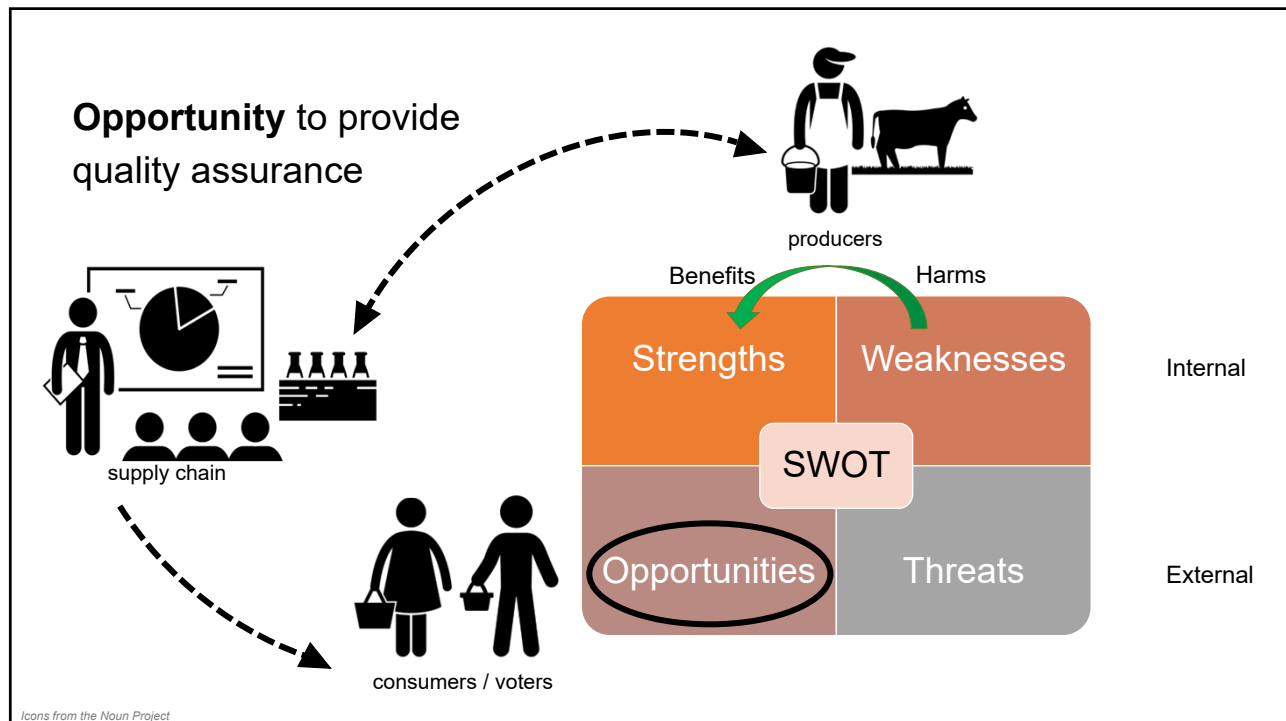 Opportunity to provide
quality assurance
producers
Benefits
Harms
Strengths
Weaknesses
Internal
SWOT
supply chain
Opportunities
Threats
External
consumers / voters
Icons from the Noun Project